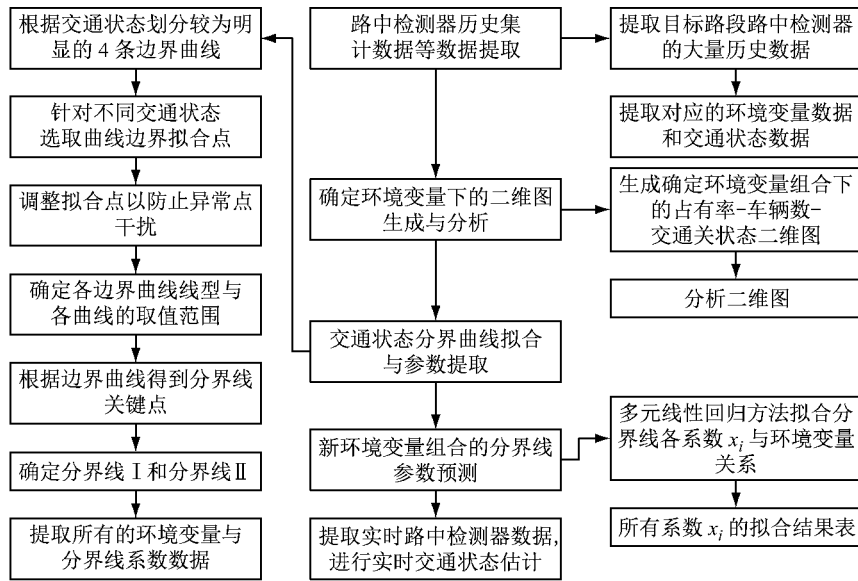 根据交通状态划分较为明
显的4条边界曲线
针对不同交通状态
选取曲线边界拟合点
调整拟合点以防止异常点
干扰
确定各边界曲线线型与
各曲线的取值范围
根据边界曲线得到分界线
关键点
确定分界线Ⅰ和分界线Ⅱ
提取所有的环境变量与
分界线系数数据
路中检测器历史集
计数据等数据提取
确定环境变量下的二维图
生成与分析
交通状态分界曲线拟合
与参数提取
新环境变量组合的分界线
参数预测
提取实时路中检测器数据,
进行实时交通状态估计
提取目标路段路中检测器
的大量历史数据
提取对应的环境变量数据
和交通状态数据
生成确定环境变量组合下
的占有率-车辆数-
交通关状态二维图
分析二维图
多元线性回归方法拟合分
界线各系数 xi 与环境变量
关系
所有系数 xi 的拟合结果表